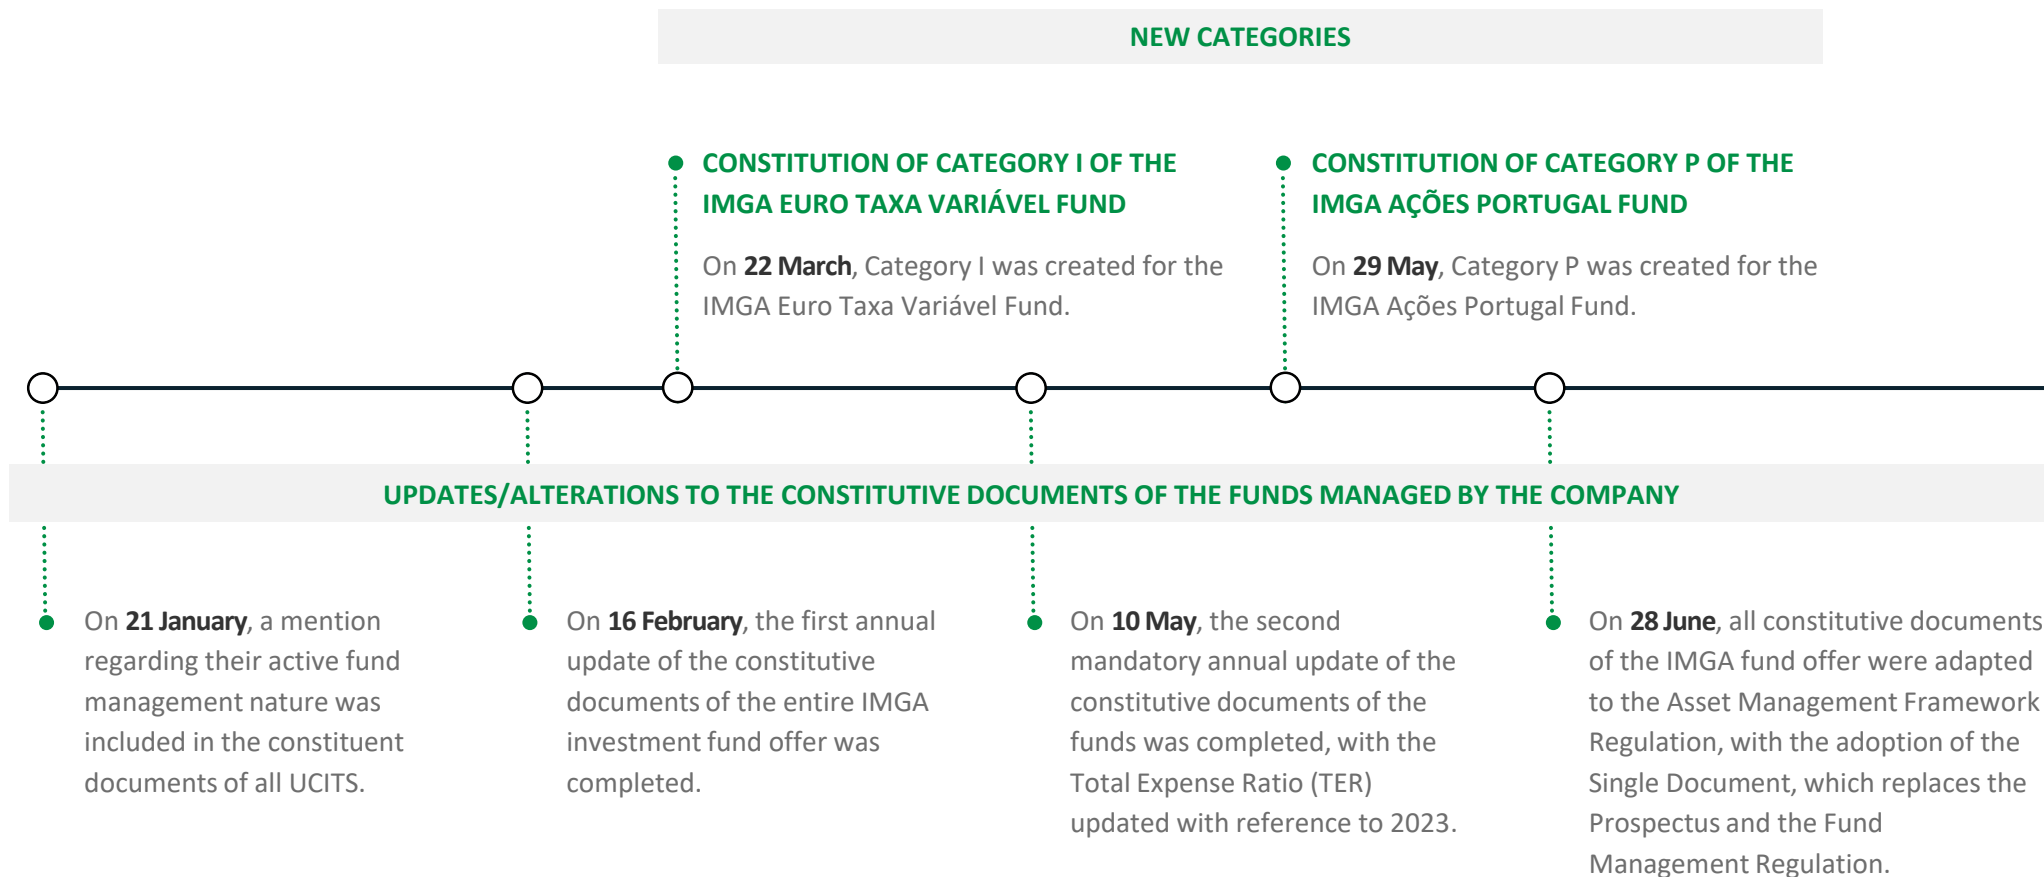 NEW CATEGORIES
CONSTITUTION OF CATEGORY I OF THE
IMGA EURO TAXA VARIÁVEL FUND
On 22 March, Category I was created for the
IMGA Euro Taxa Variável Fund.
CONSTITUTION OF CATEGORY P OF THE
IMGA AÇÕES PORTUGAL FUND
On 29 May, Category P was created for the
IMGA Ações Portugal Fund.
UPDATES/ALTERATIONS TO THE CONSTITUTIVE DOCUMENTS OF THE FUNDS MANAGED BY THE COMPANY
On 21 January, a mention
regarding their active fund
management nature was
included in the constituent
documents of all UCITS.
On 16 February, the first annual
update of the constitutive
documents of the entire IMGA
investment fund offer was
completed.
On 10 May, the second
mandatory annual update of the
constitutive documents of the
funds was completed, with the
Total Expense Ratio (TER)
updated with reference to 2023.
On 28 June, all constitutive documents
of the IMGA fund offer were adapted
to the Asset Management Framework
Regulation, with the adoption of the
Single Document, which replaces the
Prospectus and the Fund
Management Regulation.